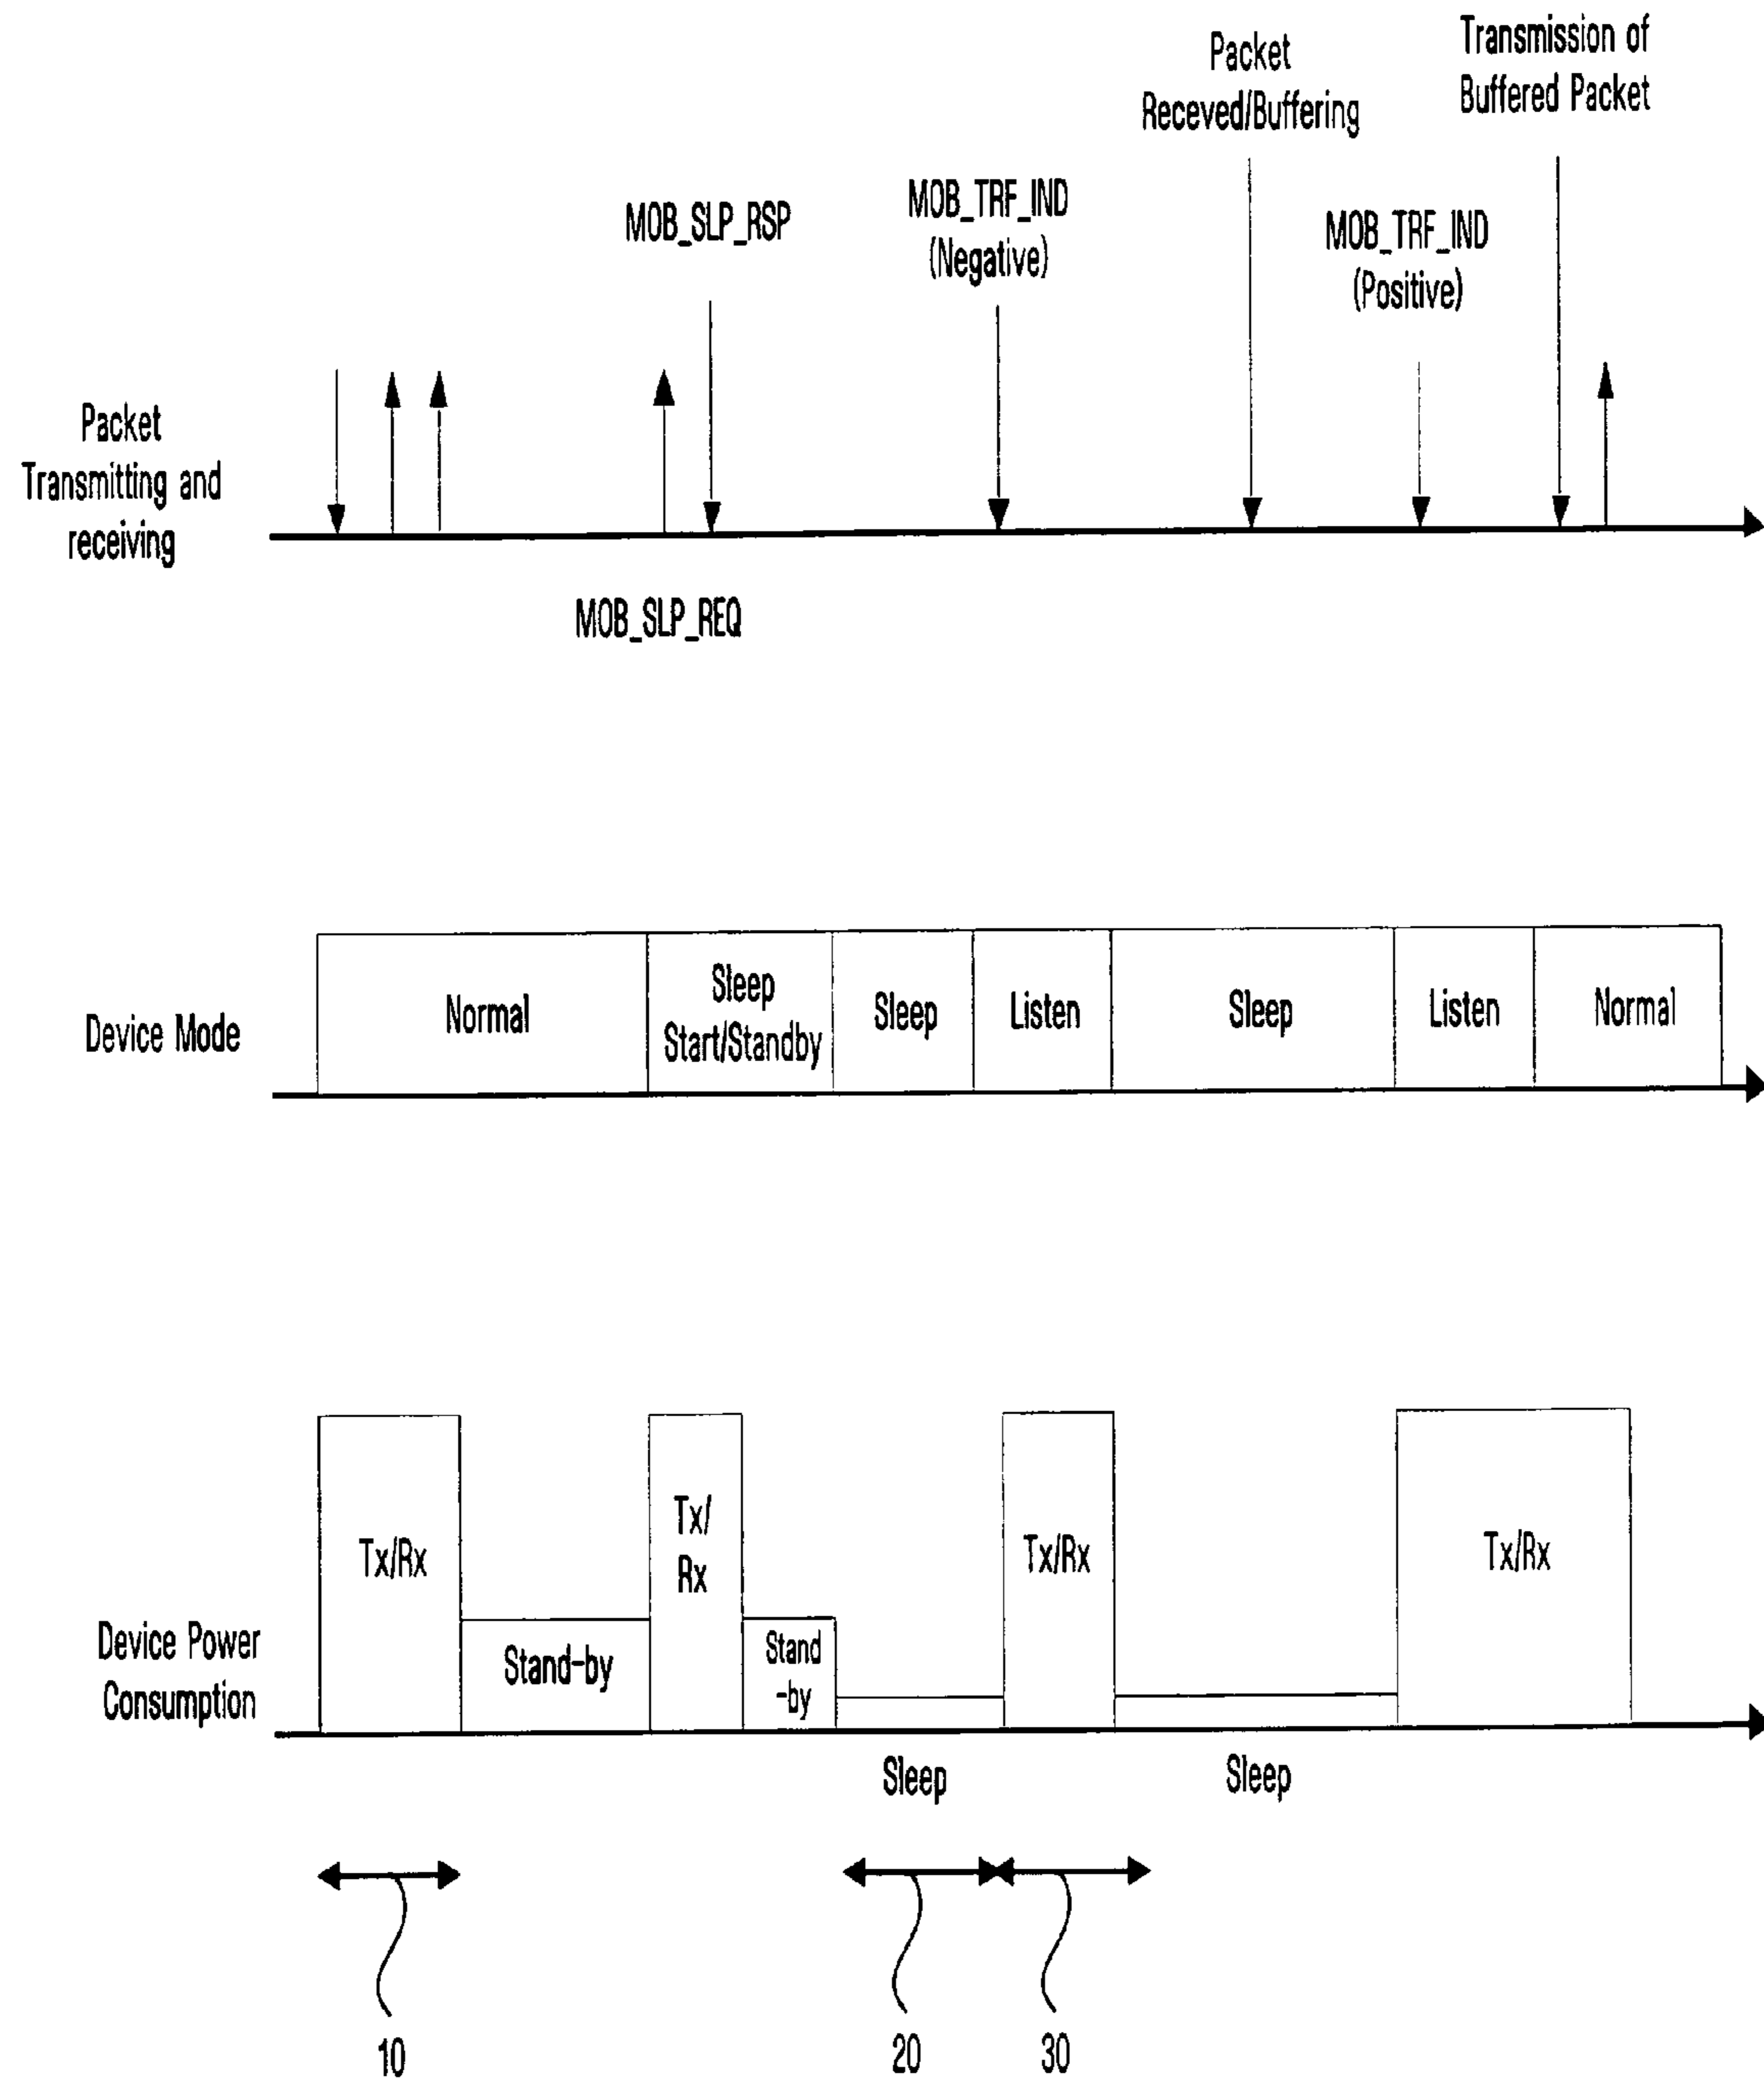 Transmission of
Buffered Packet
Packet
Receved/Buffering
MOB_TRF_IND
(Negative)
MOB_SLP_RSP
MOB_TRF_IND
(Positive)
Packet
Transmitting and
receiving
MOB_SLP_REQ
Device Mode
Normal
Sleep
Start/Standby
Sleep
Listen
Sleep
Listen
Normal
Device Power
Consumption
Tx/Rx
Stand-by
Tx/
Rx
Stand
-by
Sleep
Tx/Rx
Sleep
Tx/Rx
10
20
30